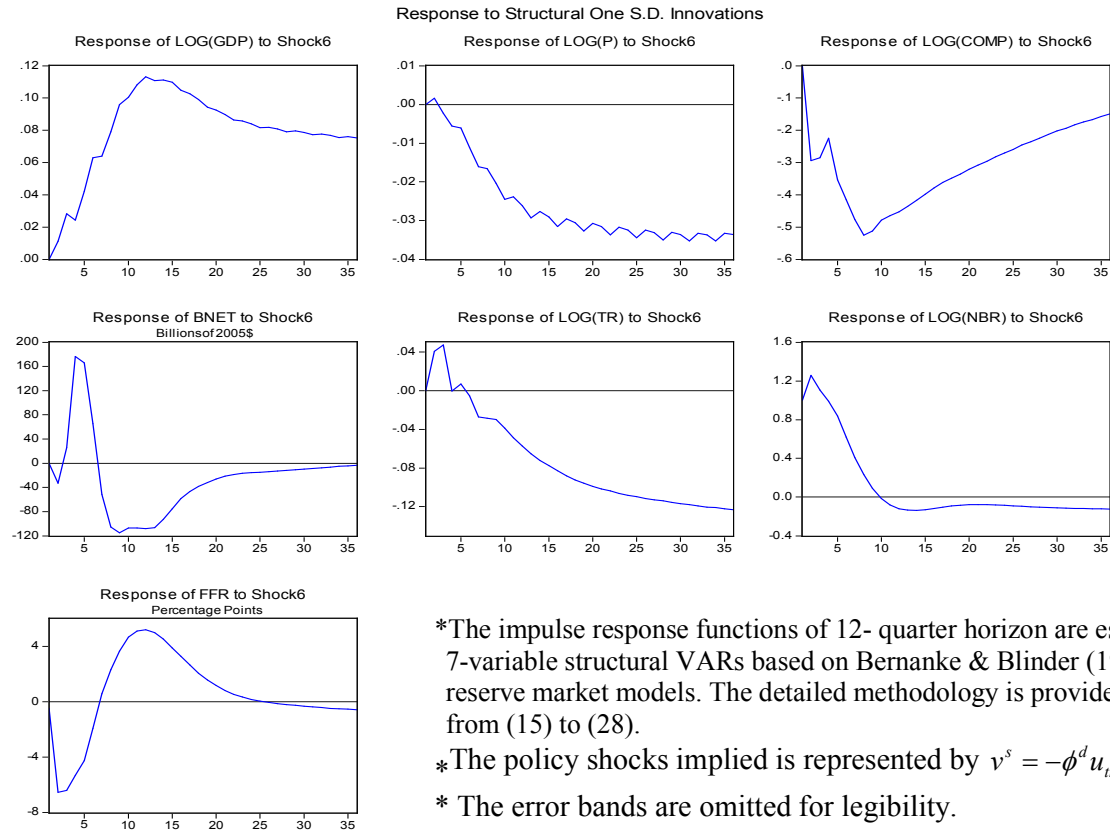 Response to Structural One S.D. Innovations
Response of LOG(GDP) to Shock6
.12
.10
.08
.06
.04
.02
.00
5 10 15 20 25 30 35
Response of LOG(P) to Shock6
.01
.00
-.01
-.02
-.03
-.04
5 10 15 20 25 30 35
Response of LOG(COMP) to Shock6
.0
-.1
-.2
-.3
-.4
-.5
-.6
5 10 15 20 25 30 35
Response of BNET to Shock6
Billionsof 2005$
200
160
120
80
40
0
-40
-80
-120
5 10 15 20 25 30 35
Response of LOG(TR) to Shock6
.04
.00
-.04
-.08
-.12
5 10 15 20 25 30 35
Response of LOG(NBR) to Shock6
1.6
1.2
0.8
0.4
0.0
-0.4
5 10 15 20 25 30 35
Response of FFR to Shock6
Percentage Points
4
0
-4
-8
5 10 15 20 25 30 35
*The impulse response functions of 12- quarter horizon are es
7-variable structural VARs based on Bernanke & Blinder (1
reserve market models. The detailed methodology is provide
from (15) to (28).
*The policy shocks implied is represented by v^s = −ϕ^d u
* The error bands are omitted for legibility.